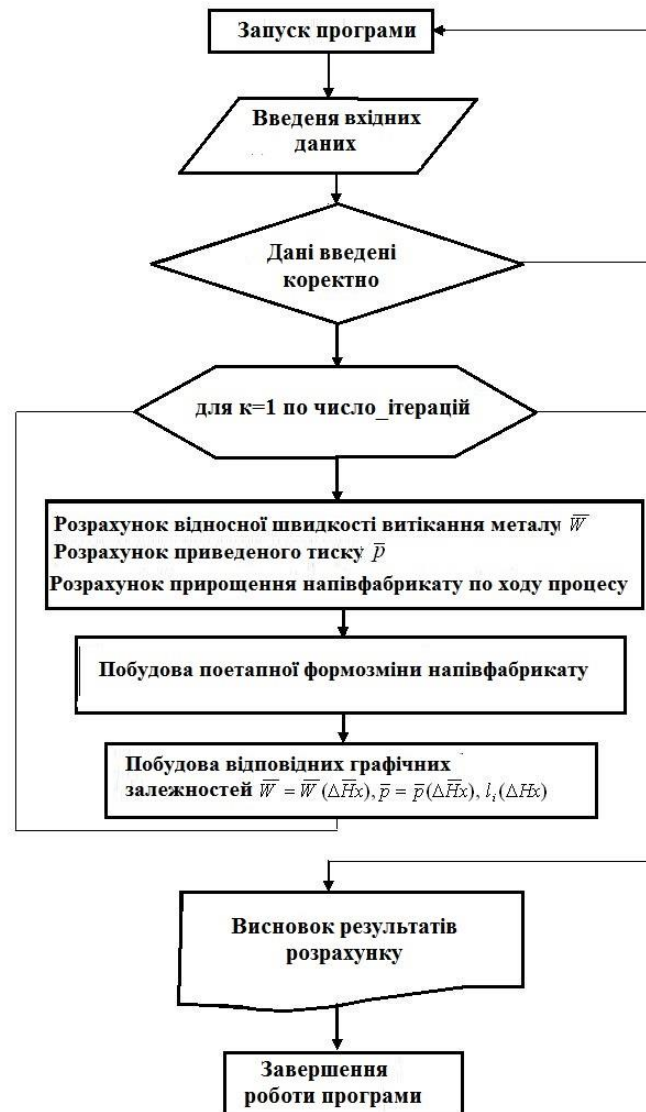 Запуск програми
Введеня вхідних
даних
Дані введені
коректно
для к=1 по число_ітерацій
Розрахунок відносної швидкості витікання металу W̅
Розрахунок приведеного тиску p̅
Розрахунок прирощення напівфабрикату по ходу процесу
Побудова поетапної формозміни напівфабрикату
Побудова відповідних графічних
залежностей W̅ = W̅(ΔH̅x), p̅ = p̅(ΔH̅x), l_i(ΔHx)
Висновок результатів
розрахунку
Завершення
роботи програми